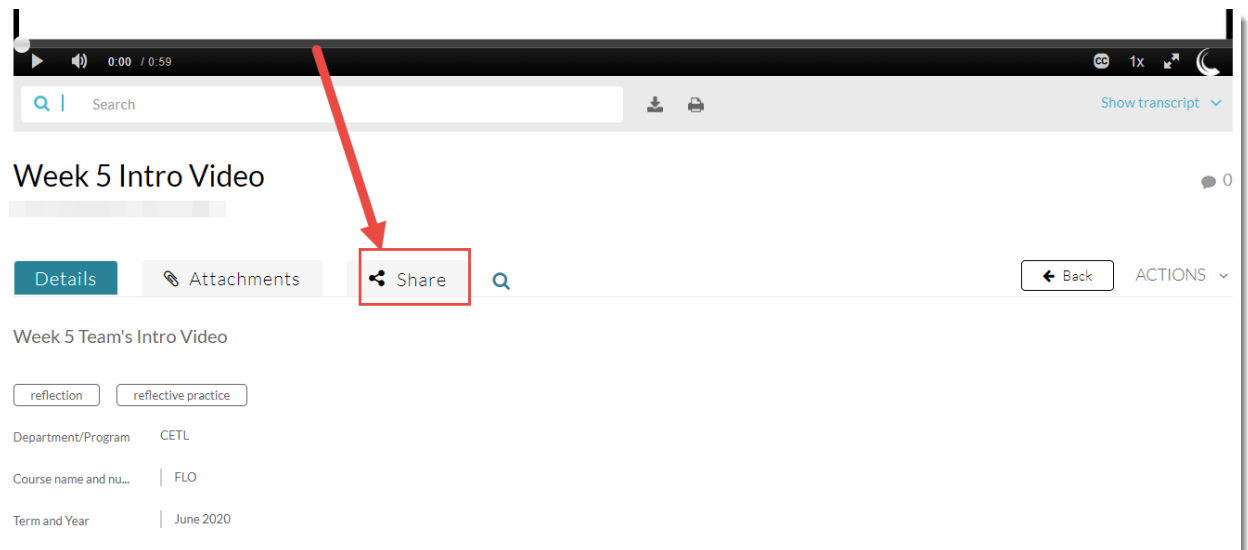 0:00 / 0:59 CC 1x
Search Show transcript
Week 5 Intro Video
0
Details Attachments Share Back ACTIONS
Week 5 Team's Intro Video
reflection reflective practice
Department/Program CETL
Course name and nu... FLO
Term and Year June 2020